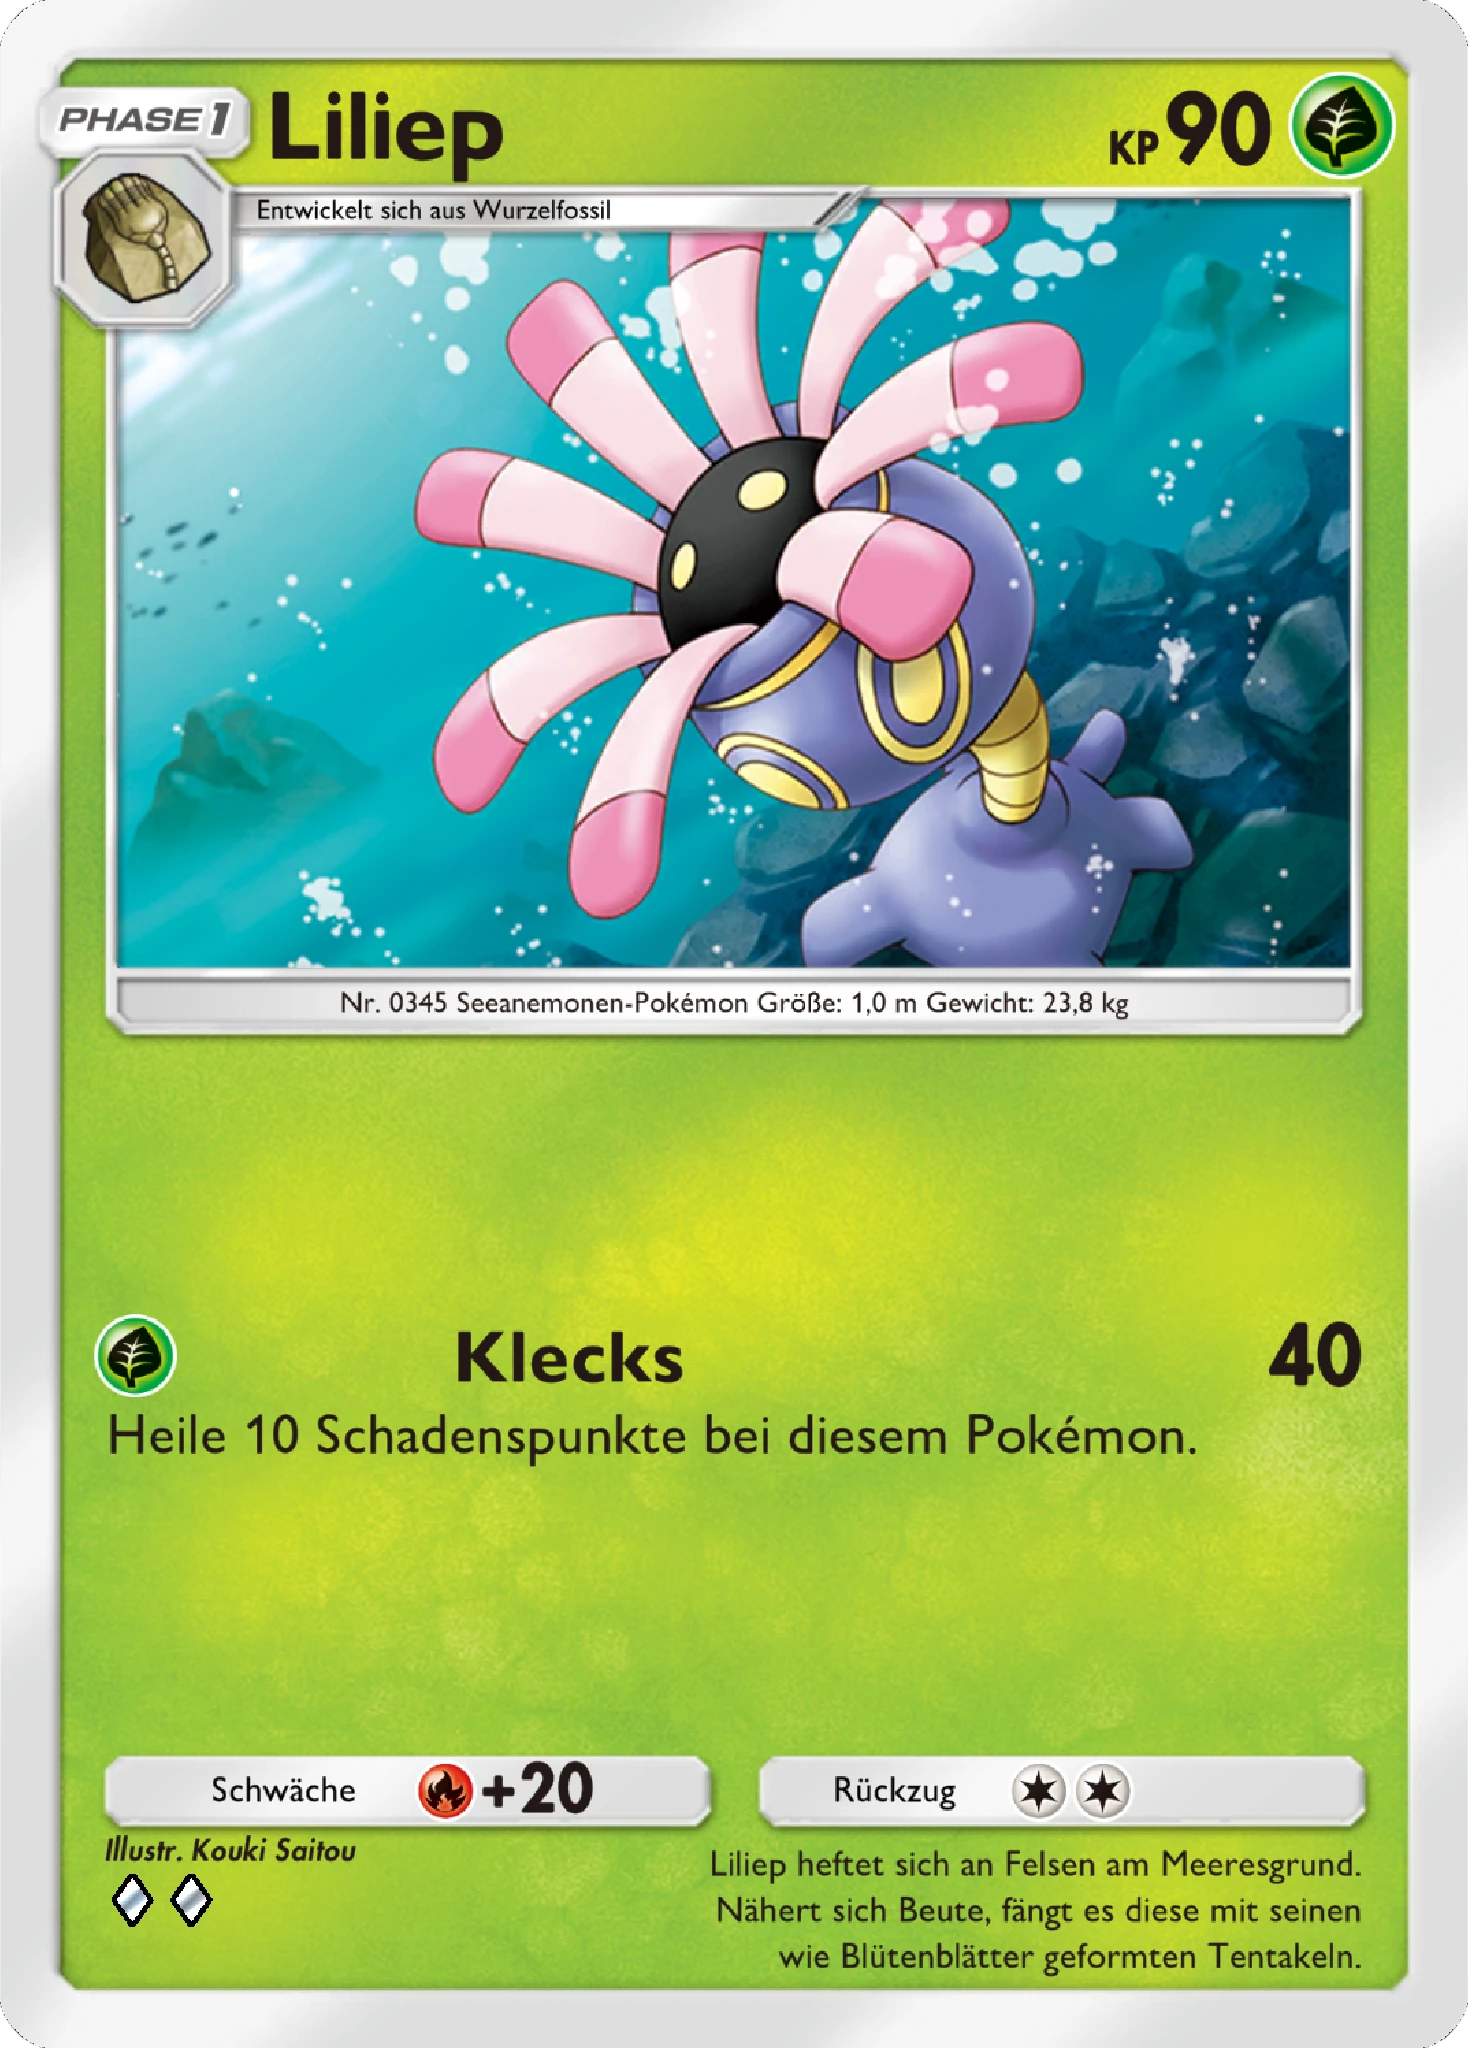 PHASE 1
Liliep
KP 90
Entwickelt sich aus Wurzelfossil
Nr. 0345 Seeanemonen-Pokémon Größe: 1,0 m Gewicht: 23,8 kg
Klecks 40
Heile 10 Schadenspunkte bei diesem Pokémon.
Schwäche +20
Rückzug
Illustr. Kouki Saitou
Liliep heftet sich an Felsen am Meeresgrund.
Nähert sich Beute, fängt es diese mit seinen
wie Blütenblätter geformten Tentakeln.